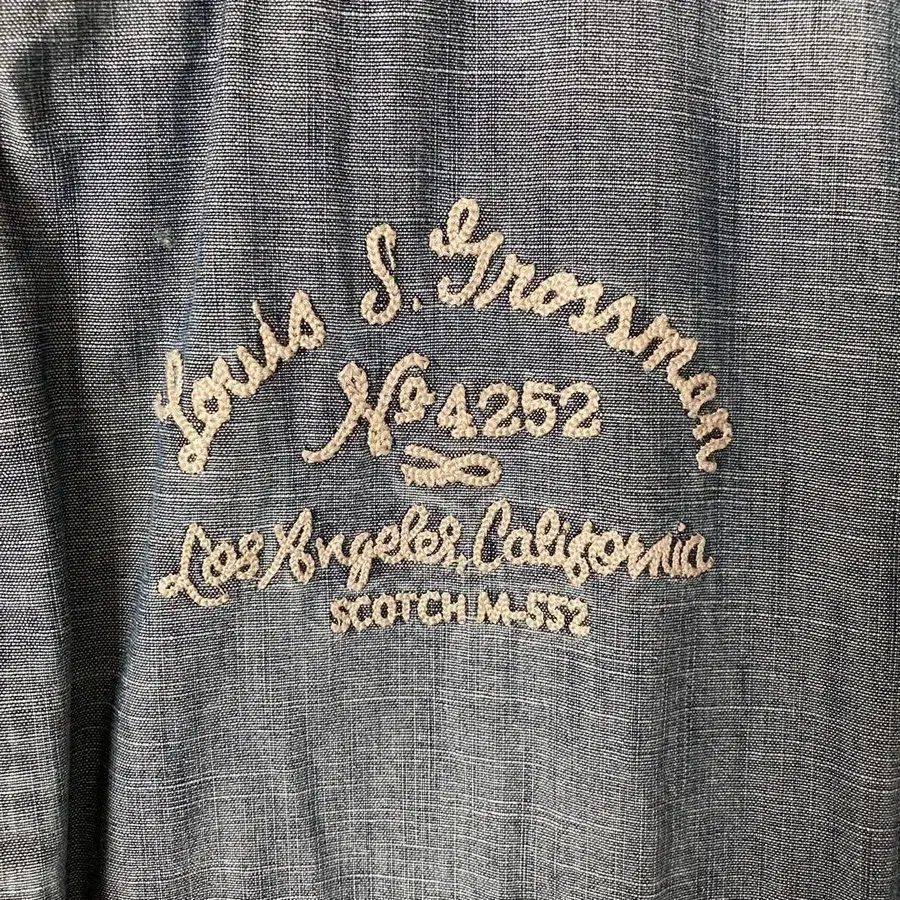 Louis S. Grossman
No 4252
Los Angeles, California
SCOTCH M-552